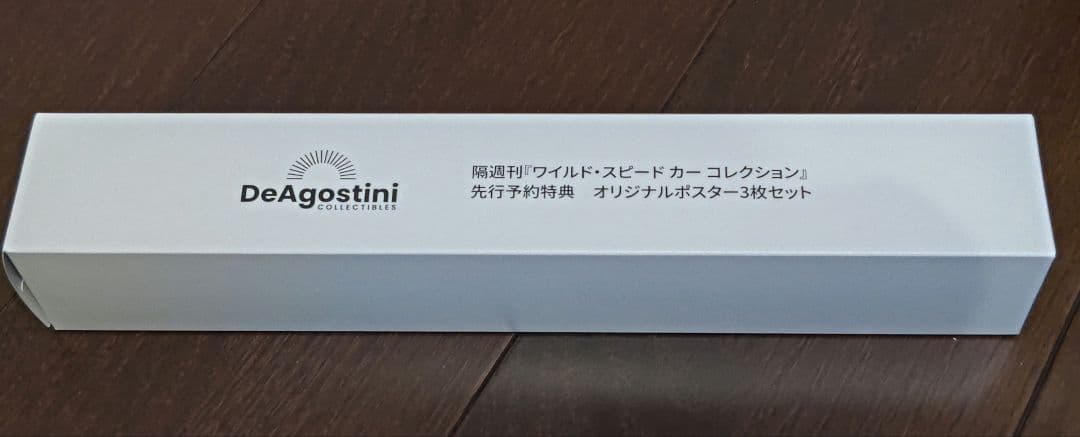 DeAgostini
COLLECTIBLES
隔週刊『ワイルド・スピード カー コレクション』
先行予約特典　オリジナルポスター3枚セット